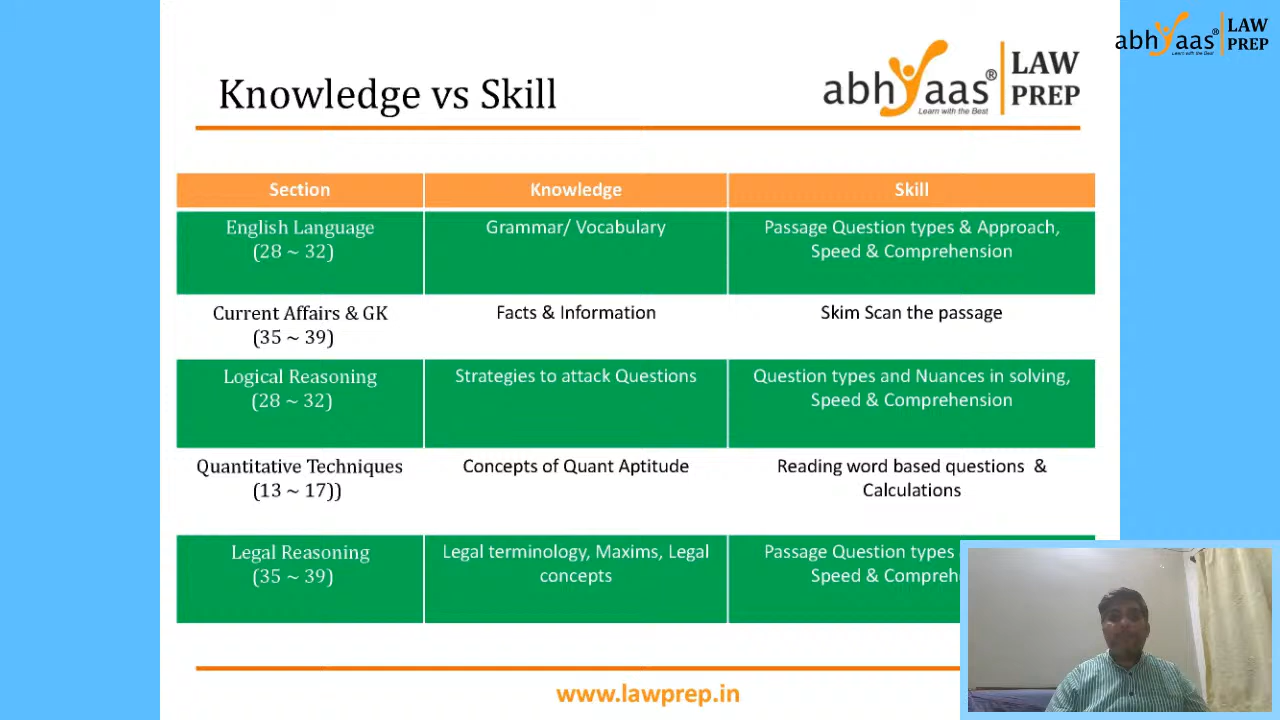 Knowledge vs Skill
abhyaas®
Learn with the Best
LAW
PREP
abhyaas®
Learn with the Best
LAW
PREP
Section Knowledge Skill
English Language
(28 ~ 32)
Grammar/ Vocabulary
Passage Question types & Approach,
Speed & Comprehension
Current Affairs & GK
(35 ~ 39)
Facts & Information
Skim Scan the passage
Logical Reasoning
(28 ~ 32)
Strategies to attack Questions
Question types and Nuances in solving,
Speed & Comprehension
Quantitative Techniques
(13 ~ 17))
Concepts of Quant Aptitude
Reading word based questions &
Calculations
Legal Reasoning
(35 ~ 39)
Legal terminology, Maxims, Legal
concepts
Passage Question types
Speed &
www.lawprep.in